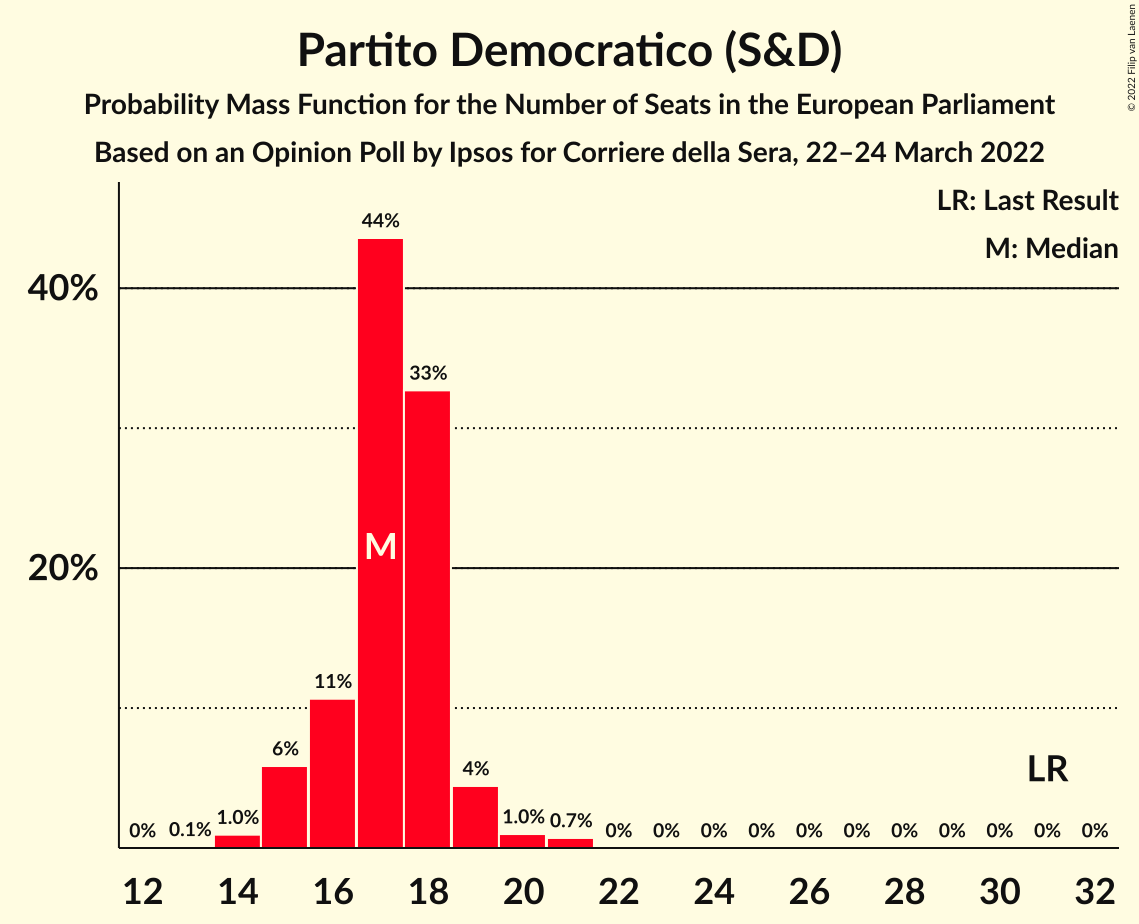 Partito Democratico (S&D)
Probability Mass Function for the Number of Seats in the European Parliament
Based on an Opinion Poll by Ipsos for Corriere della Sera, 22–24 March 2022
© 2022 Filip van Laenen
LR: Last Result
M: Median
40%
20%
44%
33%
M
11%
6%
4%
LR
0% 0.1% 1.0% 1.0% 0.7% 0% 0% 0% 0% 0% 0% 0% 0% 0% 0% 0%
12 14 16 18 20 22 24 26 28 30 32